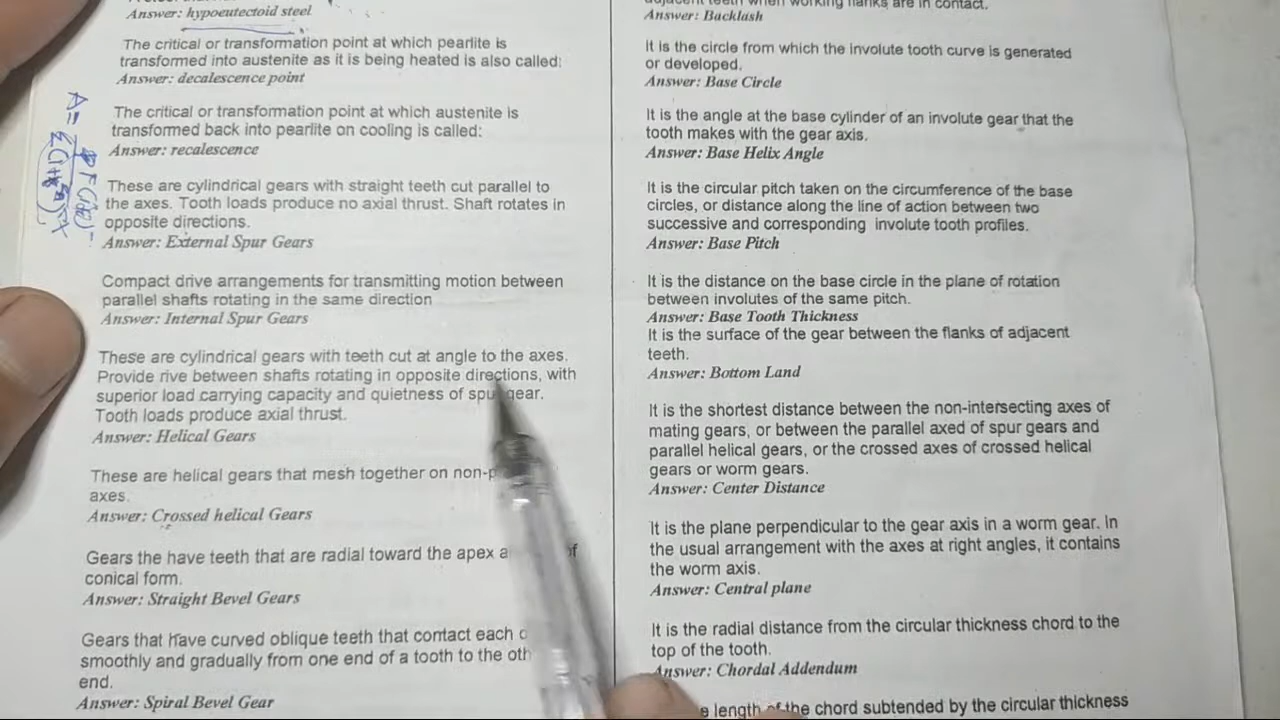 Answer: hypoeutectoid steel
The critical or transformation point at which pearlite is
transformed into austenite as it is being heated is also called:
Answer: decalescence point
The critical or transformation point at which austenite is
transformed back into pearlite on cooling is called:
Answer: recalescence
These are cylindrical gears with straight teeth cut parallel to
the axes. Tooth loads produce no axial thrust. Shaft rotates in
opposite directions.
Answer: External Spur Gears
Compact drive arrangements for transmitting motion between
parallel shafts rotating in the same direction
Answer: Internal Spur Gears
These are cylindrical gears with teeth cut at angle to the axes.
Provide rive between shafts rotating in opposite directions, with
superior load carrying capacity and quietness of spur gear.
Tooth loads produce axial thrust.
Answer: Helical Gears
These are helical gears that mesh together on
axes.
Answer: Crossed helical Gears
Gears the have teeth that are radial toward the apex
conical form.
Answer: Straight Bevel Gears
Gears that have curved oblique teeth that contact each
smoothly and gradually from one end of a tooth to the
end.
Answer: Spiral Bevel Gear
adjacent teeth when working flanks are in contact.
Answer: Backlash
It is the circle from which the involute tooth curve is generated
or developed.
Answer: Base Circle
It is the angle at the base cylinder of an involute gear that the
tooth makes with the gear axis.
Answer: Base Helix Angle
It is the circular pitch taken on the circumference of the base
circles, or distance along the line of action between two
successive and corresponding involute tooth profiles.
Answer: Base Pitch
It is the distance on the base circle in the plane of rotation
between involutes of the same pitch.
Answer: Base Tooth Thickness
It is the surface of the gear between the flanks of adjacent
teeth.
Answer: Bottom Land
It is the shortest distance between the non-intersecting axes of
mating gears, or between the parallel axed of spur gears and
parallel helical gears, or the crossed axes of crossed helical
gears or worm gears.
Answer: Center Distance
It is the plane perpendicular to the gear axis in a worm gear. In
the usual arrangement with the axes at right angles, it contains
the worm axis.
Answer: Central plane
It is the radial distance from the circular thickness chord to the
top of the tooth.
Answer: Chordal Addendum
length of the chord subtended by the circular thickness